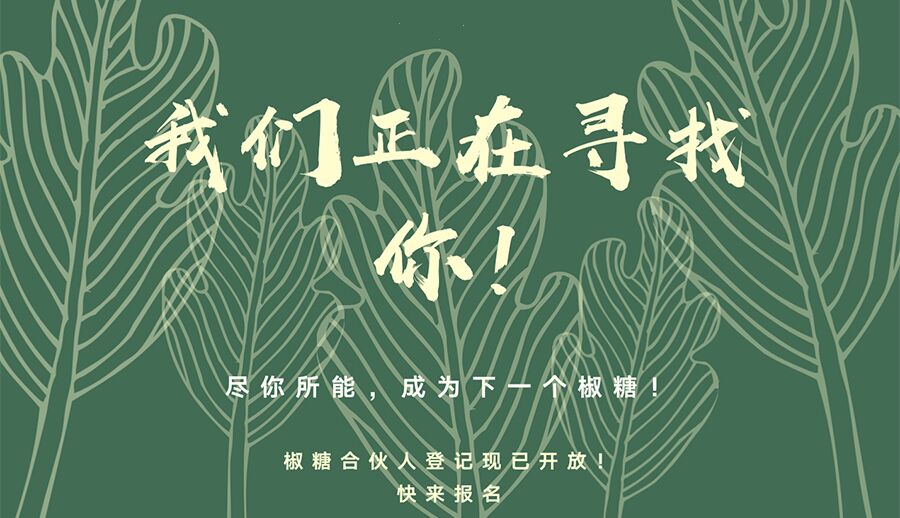 我们正在寻找
你！
尽你所能，成为下一个椒糖！
椒糖合伙人登记现已开放！
快来报名